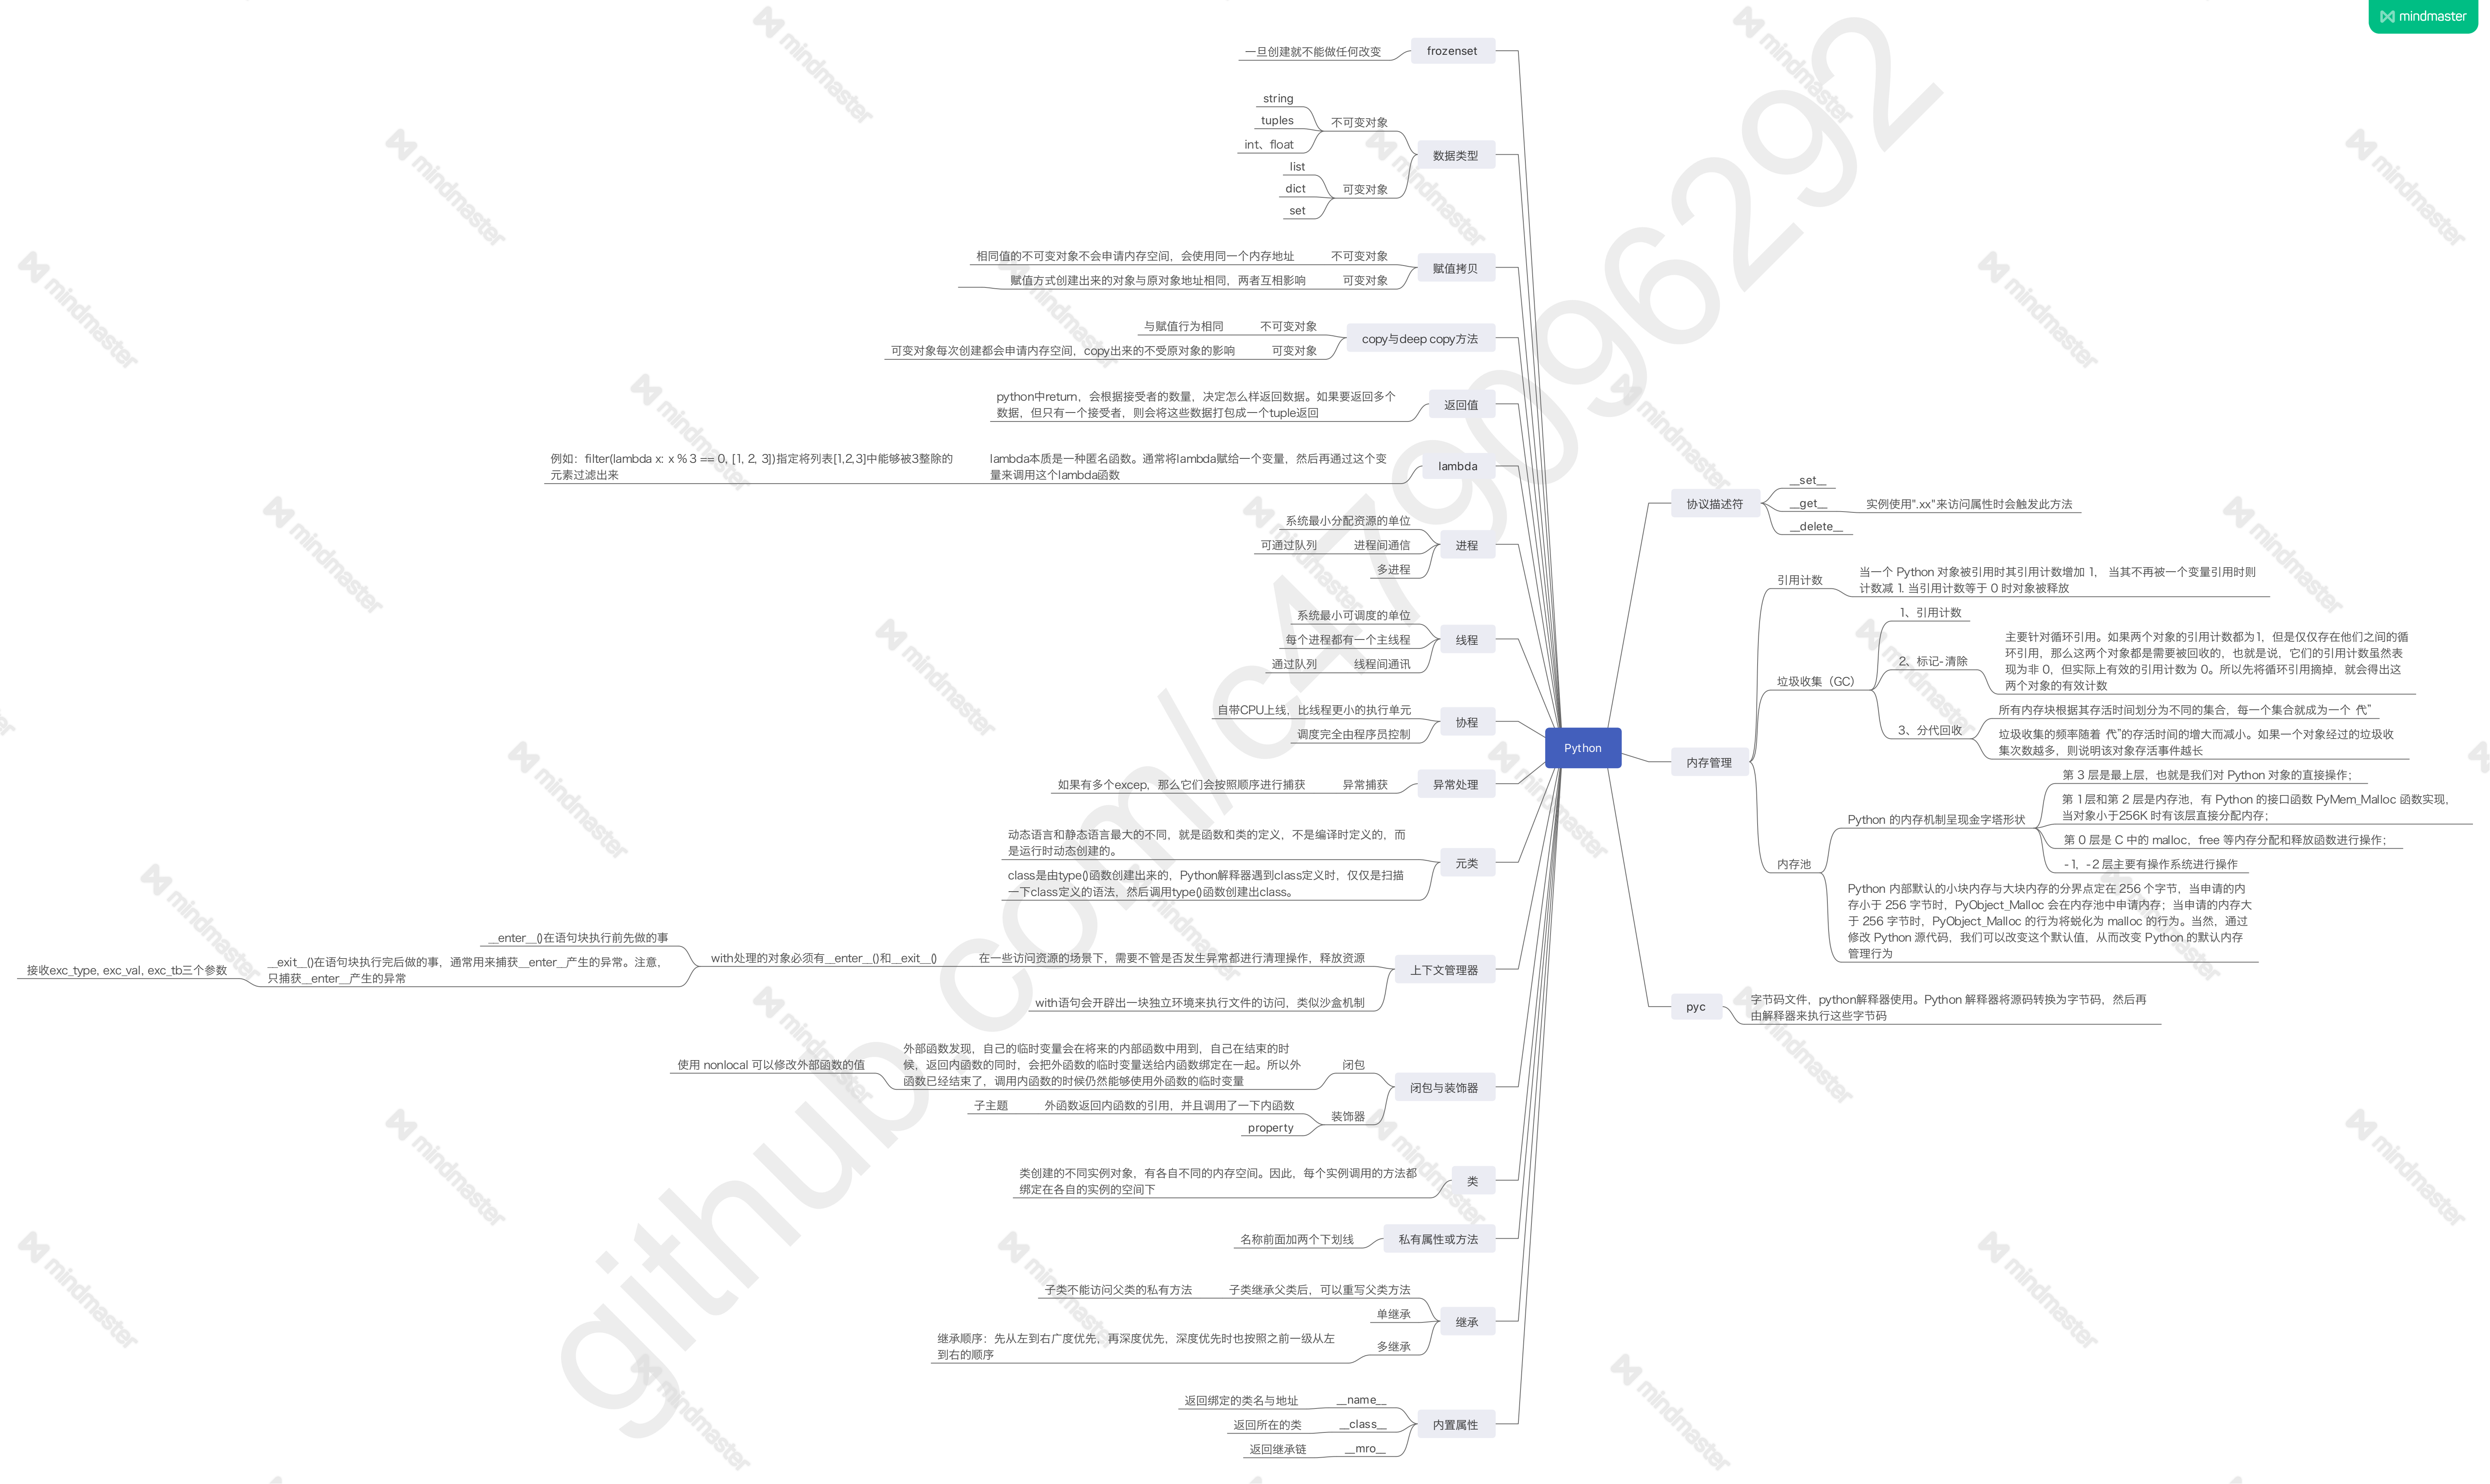 mindmaster
frozenset
一旦创建就不能做任何改变
数据类型
不可变对象
string
tuples
int、float
可变对象
list
dict
set
赋值拷贝
不可变对象
相同值的不可变对象不会申请内存空间，会使用同一个内存地址
可变对象
赋值方式创建出来的对象与原对象地址相同，两者互相影响
copy与deep copy方法
不可变对象
与赋值行为相同
可变对象
可变对象每次创建都会申请内存空间，copy出来的不受原对象的影响
返回值
python中return，会根据接受者的数量，决定怎么样返回数据。如果要返回多个
数据，但只有一个接受者，则会将这些数据打包成一个tuple返回
lambda
lambda本质是一种匿名函数。通常将lambda赋给一个变量，然后再通过这个变
量来调用这个lambda函数
例如：filter(lambda x: x % 3 == 0, [1, 2, 3])指定将列表[1,2,3]中能够被3整除的
元素过滤出来
进程
系统最小分配资源的单位
进程间通信
可通过队列
多进程
线程
系统最小可调度的单位
每个进程都有一个主线程
线程间通讯
通过队列
协程
自带CPU上线，比线程更小的执行单元
调度完全由程序员控制
异常处理
异常捕获
如果有多个excep，那么它们会按照顺序进行捕获
元类
动态语言和静态语言最大的不同，就是函数和类的定义，不是编译时定义的，而
是运行时动态创建的。
class是由type()函数创建出来的，Python解释器遇到class定义时，仅仅是扫描
一下class定义的语法，然后调用type()函数创建出class。
上下文管理器
在一些访问资源的场景下，需要不管是否发生异常都进行清理操作，释放资源
with处理的对象必须有__enter__()和__exit__()
__enter__()在语句块执行前先做的事
__exit__()在语句块执行完后做的事，通常用来捕获__enter__产生的异常。注意，
只捕获__enter__产生的异常
接收exc_type, exc_val, exc_tb三个参数
with语句会开辟出一块独立环境来执行文件的访问，类似沙盒机制
闭包与装饰器
闭包
外部函数发现，自己的临时变量会在将来的内部函数中用到，自己在结束的时
候，返回内函数的同时，会把外函数的临时变量送给内函数绑定在一起。所以外
函数已经结束了，调用内函数的时候仍然能够使用外函数的临时变量
使用 nonlocal 可以修改外部函数的值
装饰器
外函数返回内函数的引用，并且调用了一下内函数
子主题
property
类
类创建的不同实例对象，有各自不同的内存空间。因此，每个实例调用的方法都
绑定在各自的实例的空间下
私有属性或方法
名称前面加两个下划线
继承
子类继承父类后，可以重写父类方法
子类不能访问父类的私有方法
单继承
多继承
继承顺序：先从左到右广度优先，再深度优先，深度优先时也按照之前一级从左
到右的顺序
内置属性
__name__
返回绑定的类名与地址
__class__
返回所在的类
__mro__
返回继承链
Python
协议描述符
__set__
__get__
实例使用".xx"来访问属性时会触发此方法
__delete__
内存管理
引用计数
当一个 Python 对象被引用时其引用计数增加 1， 当其不再被一个变量引用时则
计数减 1. 当引用计数等于 0 时对象被释放
垃圾收集（GC）
1、引用计数
2、标记-清除
主要针对循环引用。如果两个对象的引用计数都为1，但是仅仅存在他们之间的循
环引用，那么这两个对象都是需要被回收的，也就是说，它们的引用计数虽然表
现为非 0，但实际上有效的引用计数为 0。所以先将循环引用摘掉，就会得出这
两个对象的有效计数
3、分代回收
所有内存块根据其存活时间划分为不同的集合，每一个集合就成为一个“代”
垃圾收集的频率随着“代”的存活时间的增大而减小。如果一个对象经过的垃圾收
集次数越多，则说明该对象存活事件越长
内存池
Python 的内存机制呈现金字塔形状
第 3 层是最上层，也就是我们对 Python 对象的直接操作；
第 1层和第 2 层是内存池，有 Python 的接口函数 PyMem_Malloc 函数实现，
当对象小于256K 时有该层直接分配内存；
第 0 层是 C 中的 malloc，free 等内存分配和释放函数进行操作；
-1，-2 层主要有操作系统进行操作
Python 内部默认的小块内存与大块内存的分界点定在 256 个字节，当申请的内
存小于 256 字节时，PyObject_Malloc 会在内存池中申请内存；当申请的内存大
于 256 字节时，PyObject_Malloc 的行为将蜕化为 malloc 的行为。当然，通过
修改 Python 源代码，我们可以改变这个默认值，从而改变 Python 的默认内存
管理行为
pyc
字节码文件，python解释器使用。Python 解释器将源码转换为字节码，然后再
由解释器来执行这些字节码
github.com/c479096292